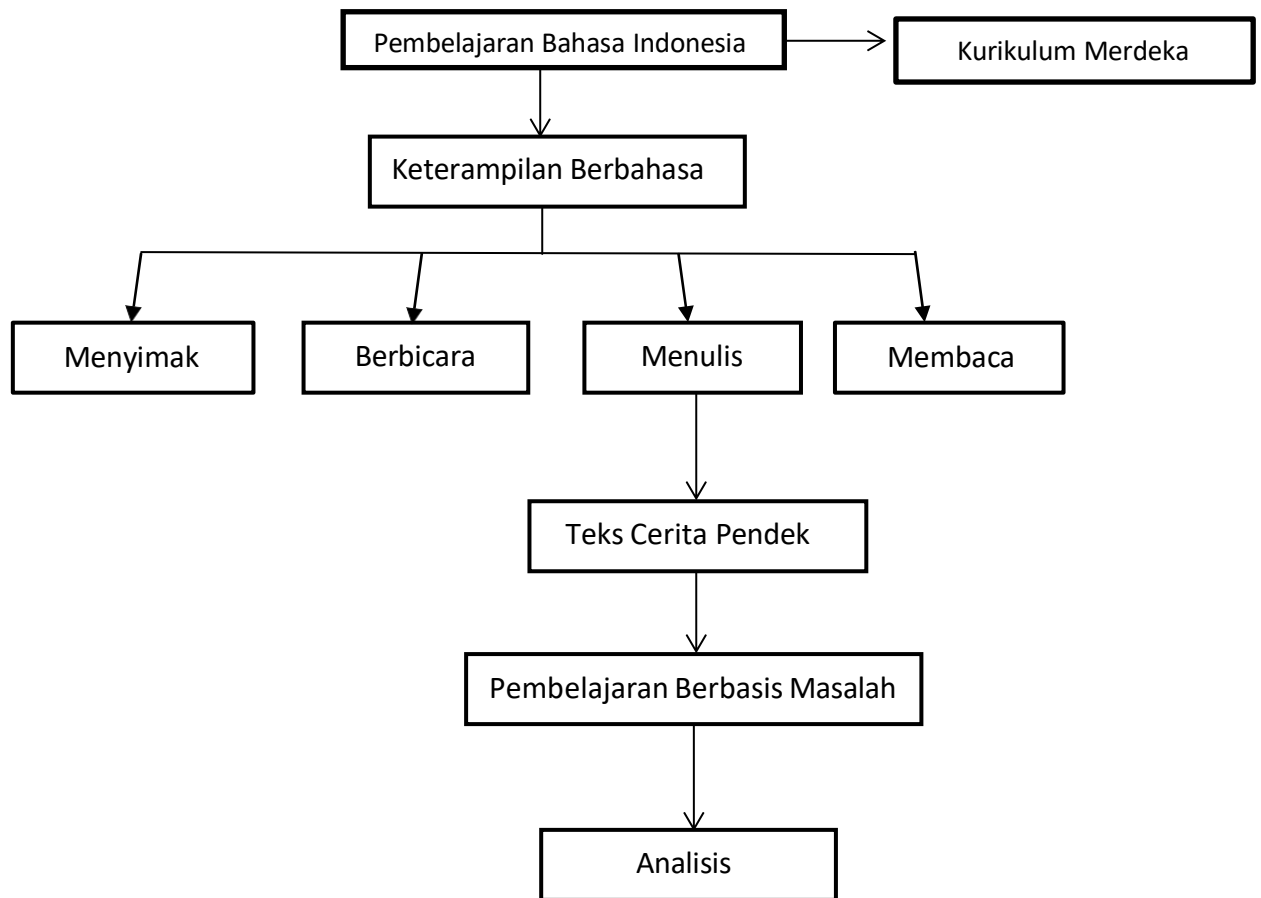 Pembelajaran Bahasa Indonesia
Kurikulum Merdeka
Keterampilan Berbahasa
Menyimak
Berbicara
Menulis
Membaca
Teks Cerita Pendek
Pembelajaran Berbasis Masalah
Analisis